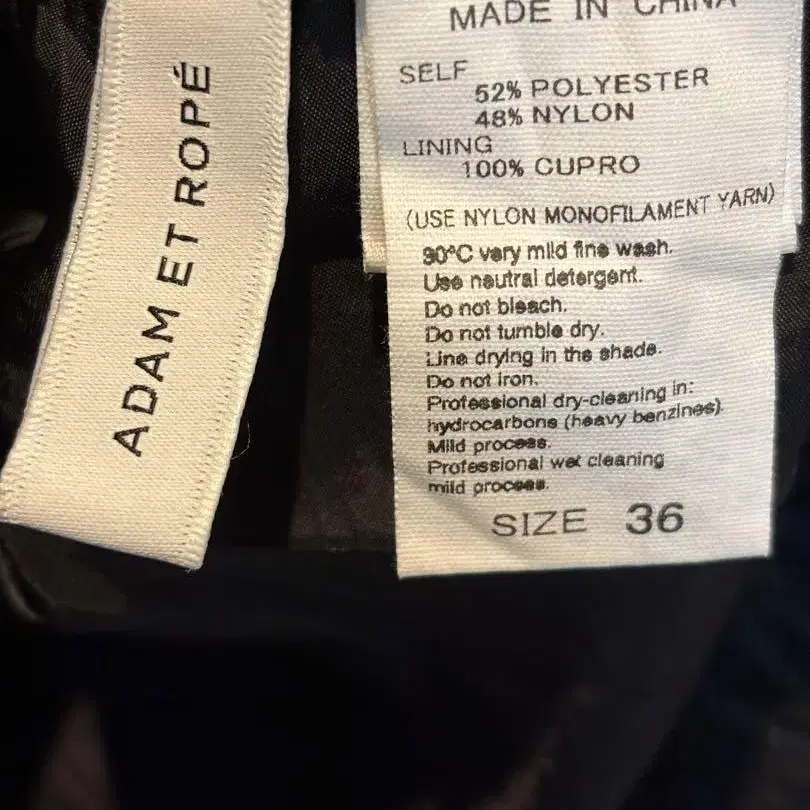 ADAM ET ROPÉ
MADE IN CHINA
SELF
52% POLYESTER
48% NYLON
LINING
100% CUPRO
(USE NYLON MONOFILAMENT YARN)
30°C very mild fine wash.
Use neutral detergent.
Do not bleach.
Do not tumble dry.
Line drying in the shade.
Do not iron.
Professional dry-cleaning in:
hydrocarbons (heavy benzines)
Mild process.
Professional wet cleaning
mild process.
SIZE 36